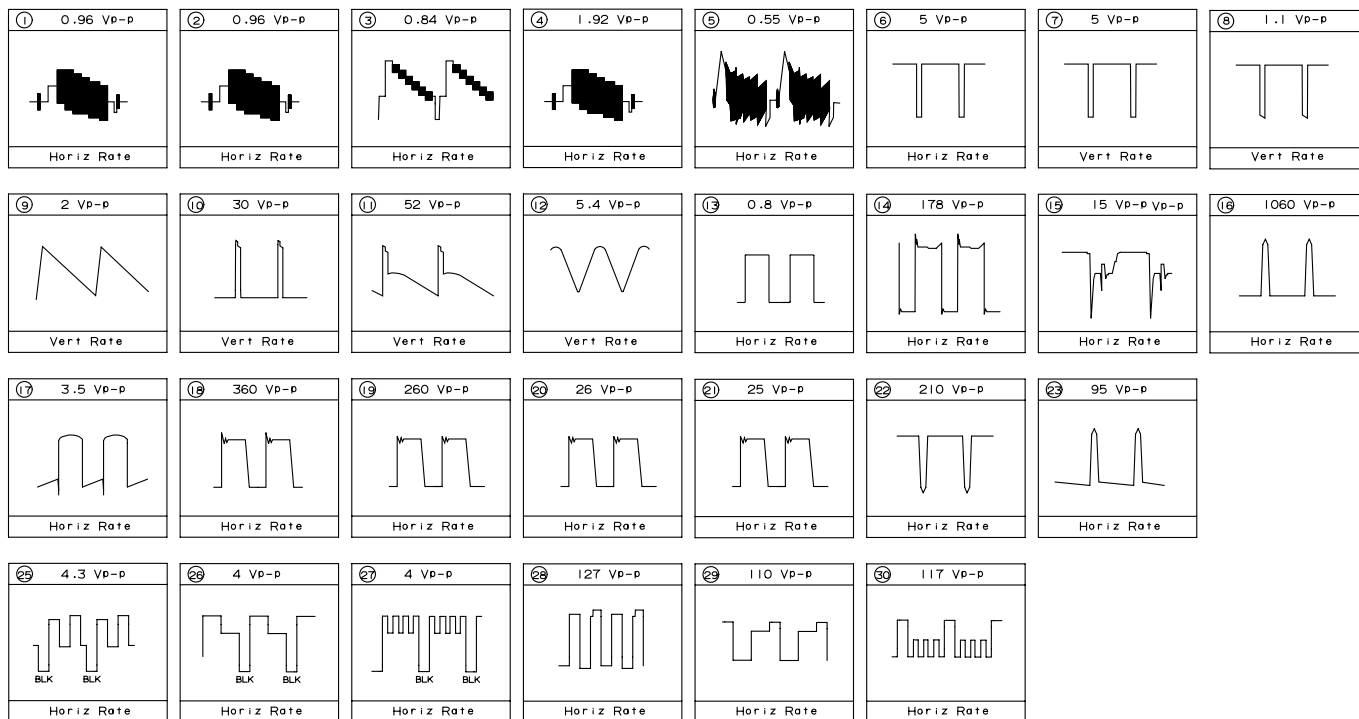 ① 0.96 Vp-p
② 0.96 Vp-p
③ 0.84 Vp-p
④ 1.92 Vp-p
⑤ 0.55 Vp-p
⑥ 5 Vp-p
⑦ 5 Vp-p
⑧ 1.1 Vp-p
Horiz Rate
Horiz Rate
Horiz Rate
Horiz Rate
Horiz Rate
Horiz Rate
Vert Rate
Vert Rate
⑨ 2 Vp-p
⑩ 30 Vp-p
⑪ 52 Vp-p
⑫ 5.4 Vp-p
⑬ 0.8 Vp-p
⑭ 178 Vp-p
⑮ 15 Vp-p Vp-p
⑯ 1060 Vp-p
Vert Rate
Vert Rate
Vert Rate
Vert Rate
Horiz Rate
Horiz Rate
Horiz Rate
Horiz Rate
⑰ 3.5 Vp-p
⑱ 360 Vp-p
⑲ 260 Vp-p
⑳ 26 Vp-p
㉑ 25 Vp-p
㉒ 210 Vp-p
㉓ 95 Vp-p
Horiz Rate
Horiz Rate
Horiz Rate
Horiz Rate
Horiz Rate
Horiz Rate
Horiz Rate
㉕ 4.3 Vp-p
㉖ 4 Vp-p
㉗ 4 Vp-p
㉘ 127 Vp-p
㉙ 110 Vp-p
㉚ 117 Vp-p
BLK BLK
BLK BLK
BLK BLK
Horiz Rate
Horiz Rate
Horiz Rate
Horiz Rate
Horiz Rate
Horiz Rate